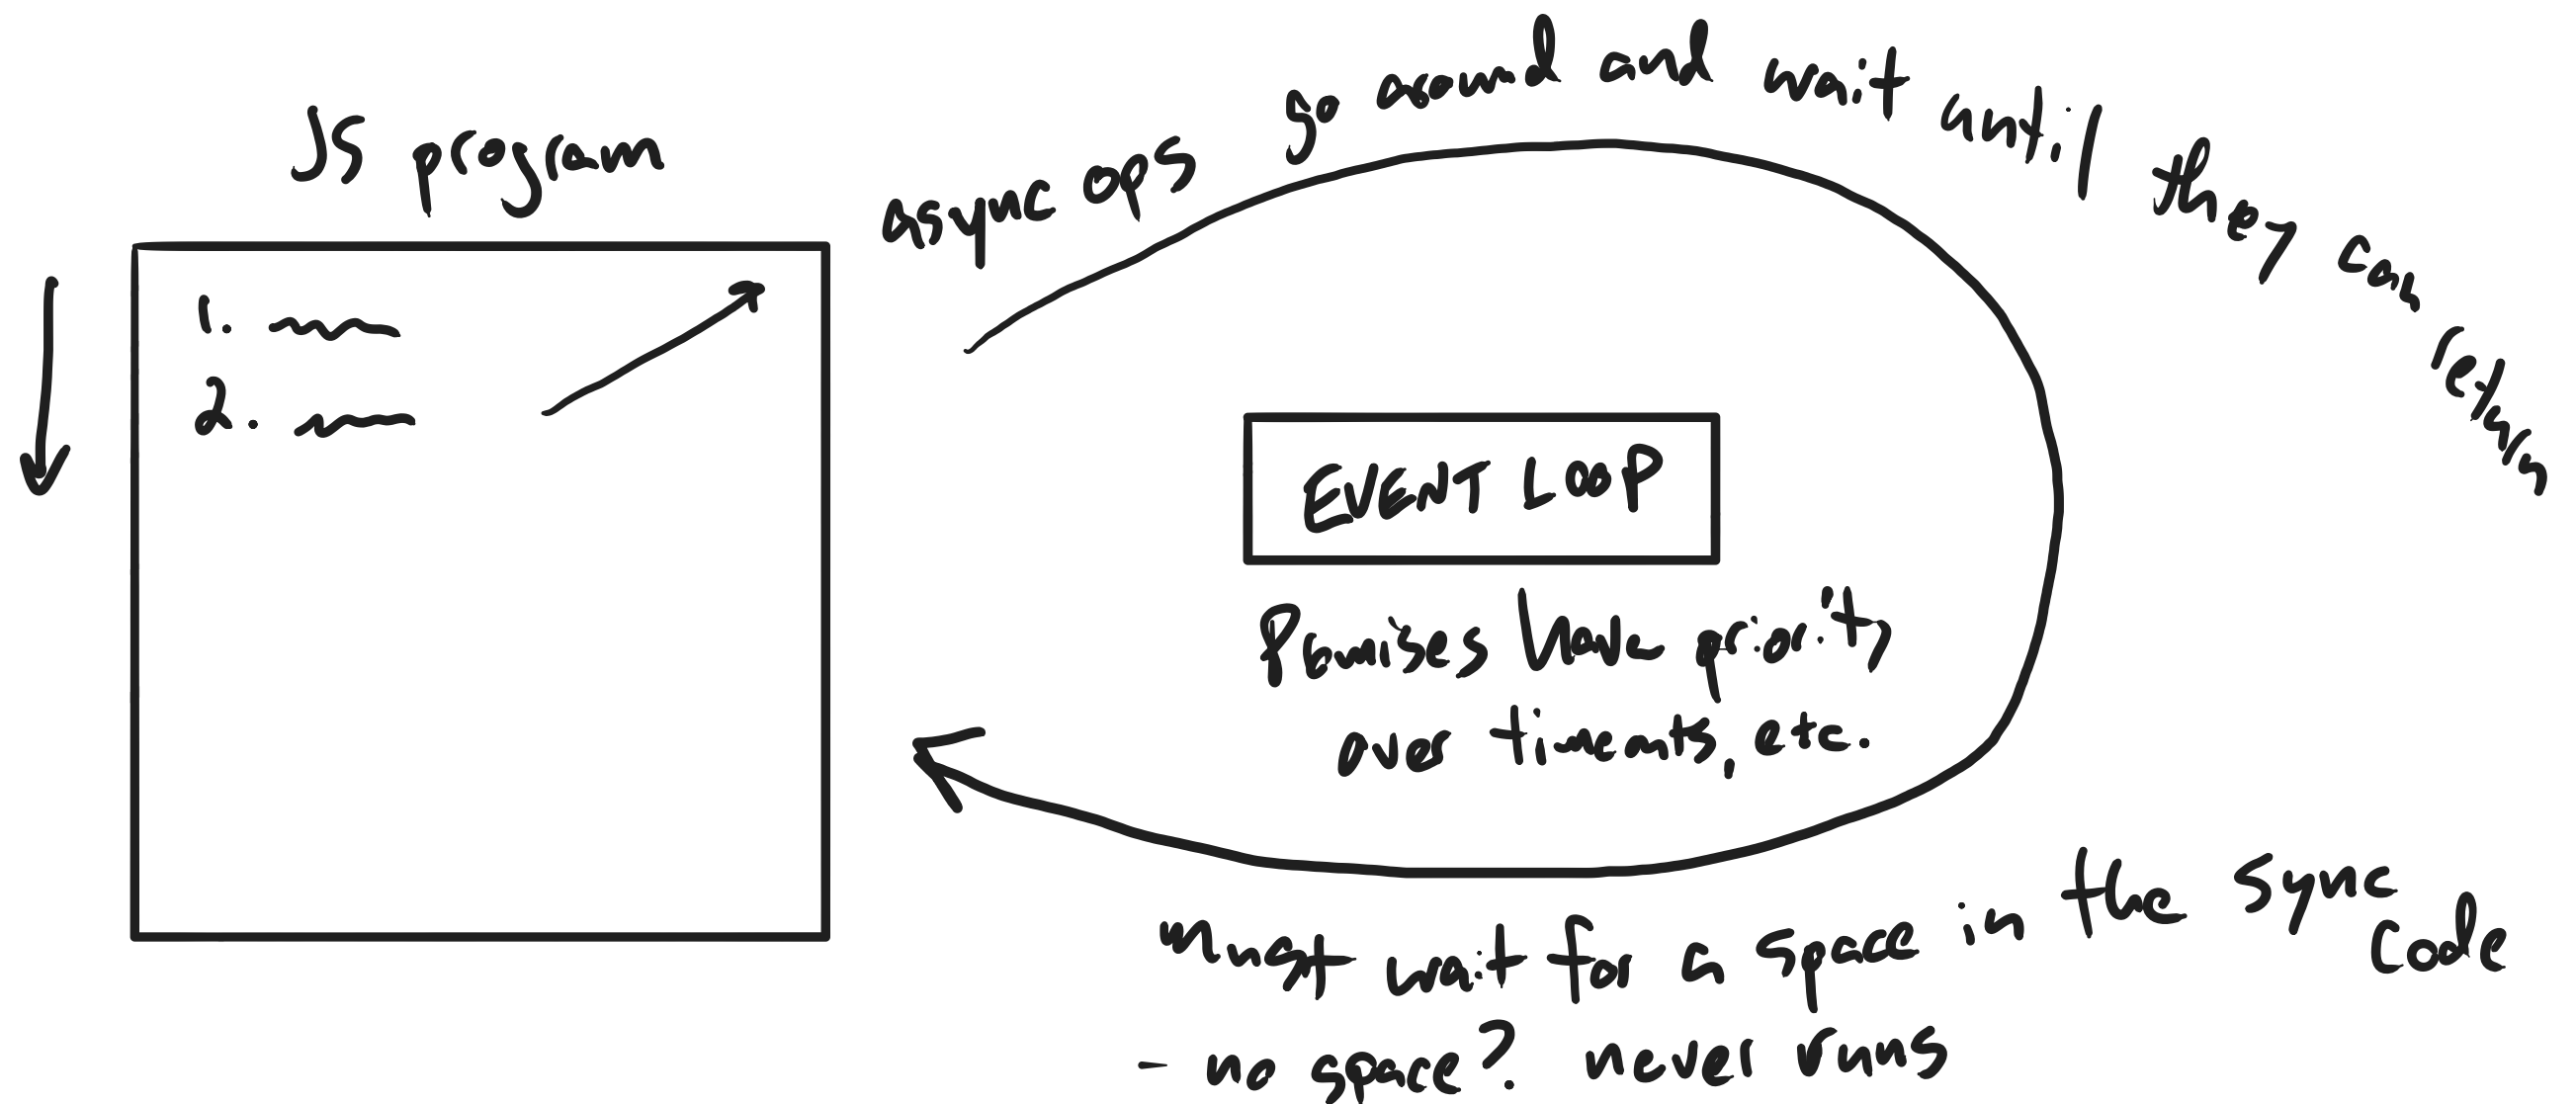 JS program
1.
2.
async ops go around and wait until they can return
EVENT LOOP
Promises have priority
over timeouts, etc.
must wait for a space in the sync
code
- no space? never runs